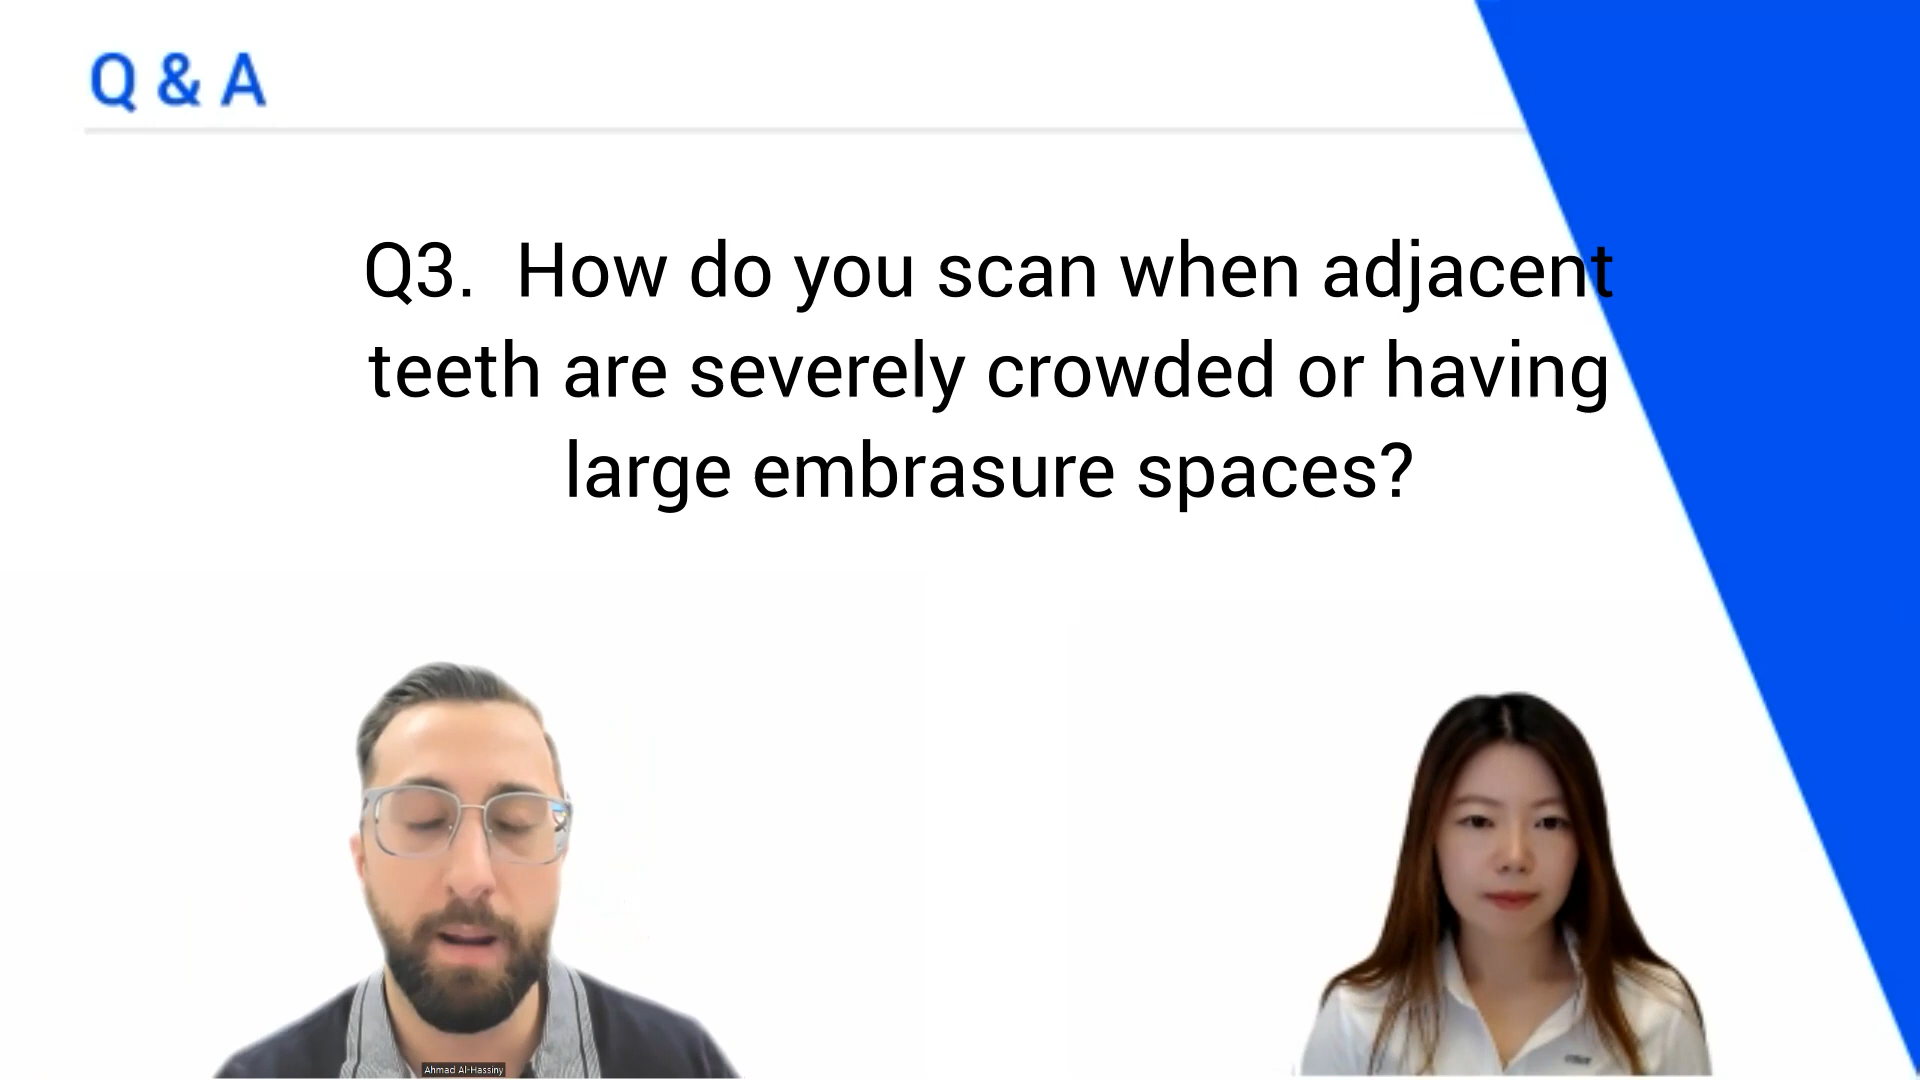 Q & A
Q3. How do you scan when adjacent
teeth are severely crowded or having
large embrasure spaces?
Ahmad Al-Hassiny